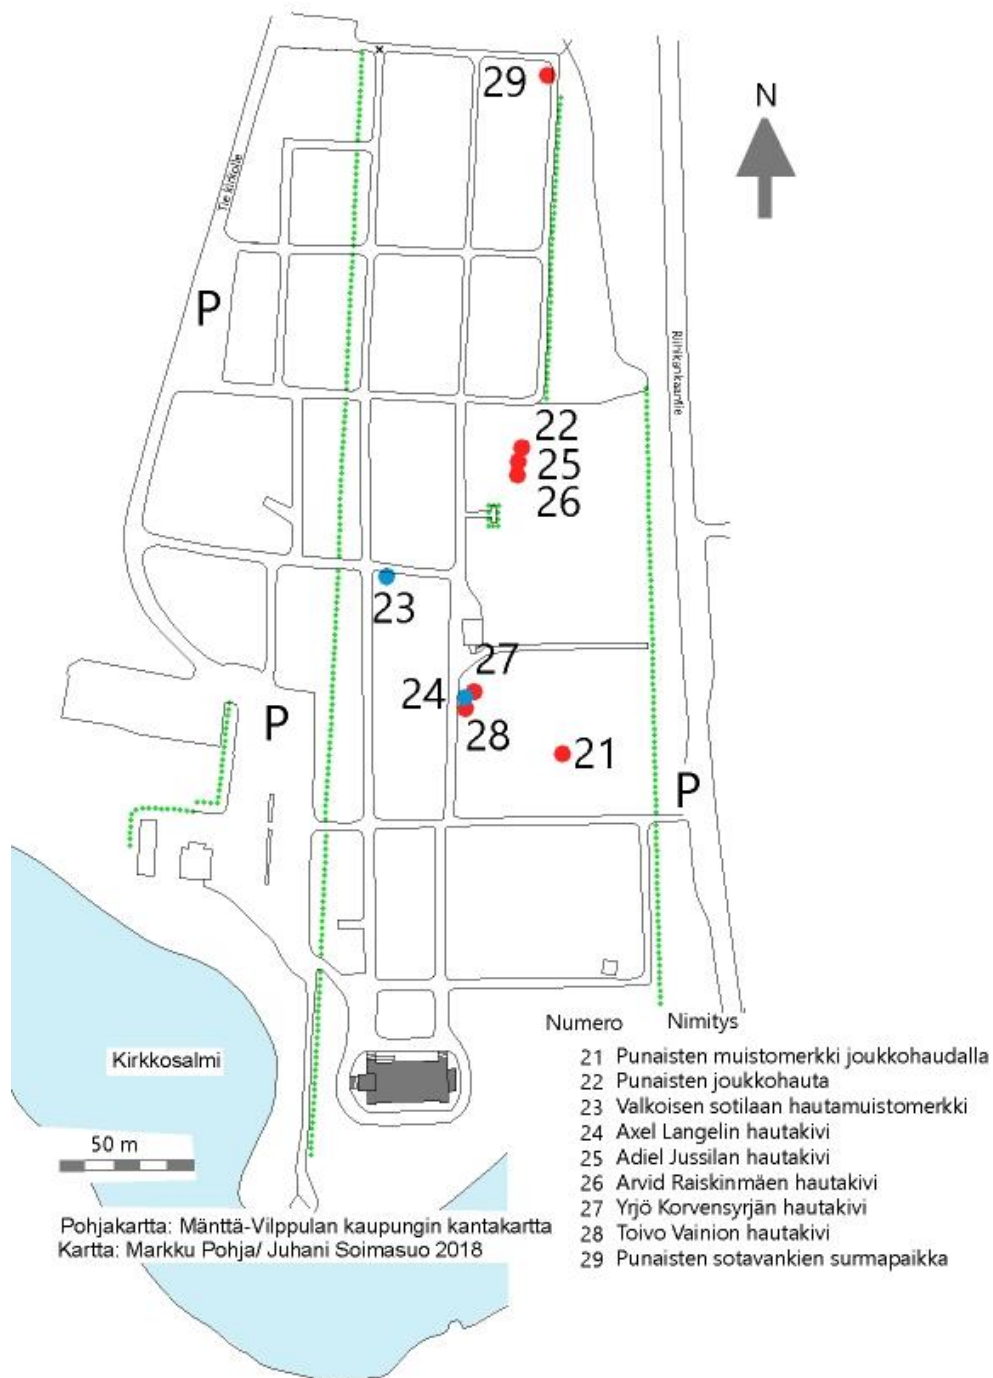 29
N
Tie kirkolle
P
Riihikankaantie
22
25
26
23
27
24
28
21
P
P
Numero Nimitys
21 Punaisten muistomerkki joukkohaudalla
22 Punaisten joukkohauta
23 Valkoisen sotilaan hautamuistomerkki
24 Axel Langelin hautakivi
25 Adiel Jussilan hautakivi
26 Arvid Raiskinmäen hautakivi
27 Yrjö Korvensyrjän hautakivi
28 Toivo Vainion hautakivi
29 Punaisten sotavankien surmapaikka
Kirkkosalmi
50 m
Pohjakartta: Mänttä-Vilppulan kaupungin kantakartta
Kartta: Markku Pohja/ Juhani Soimasuo 2018